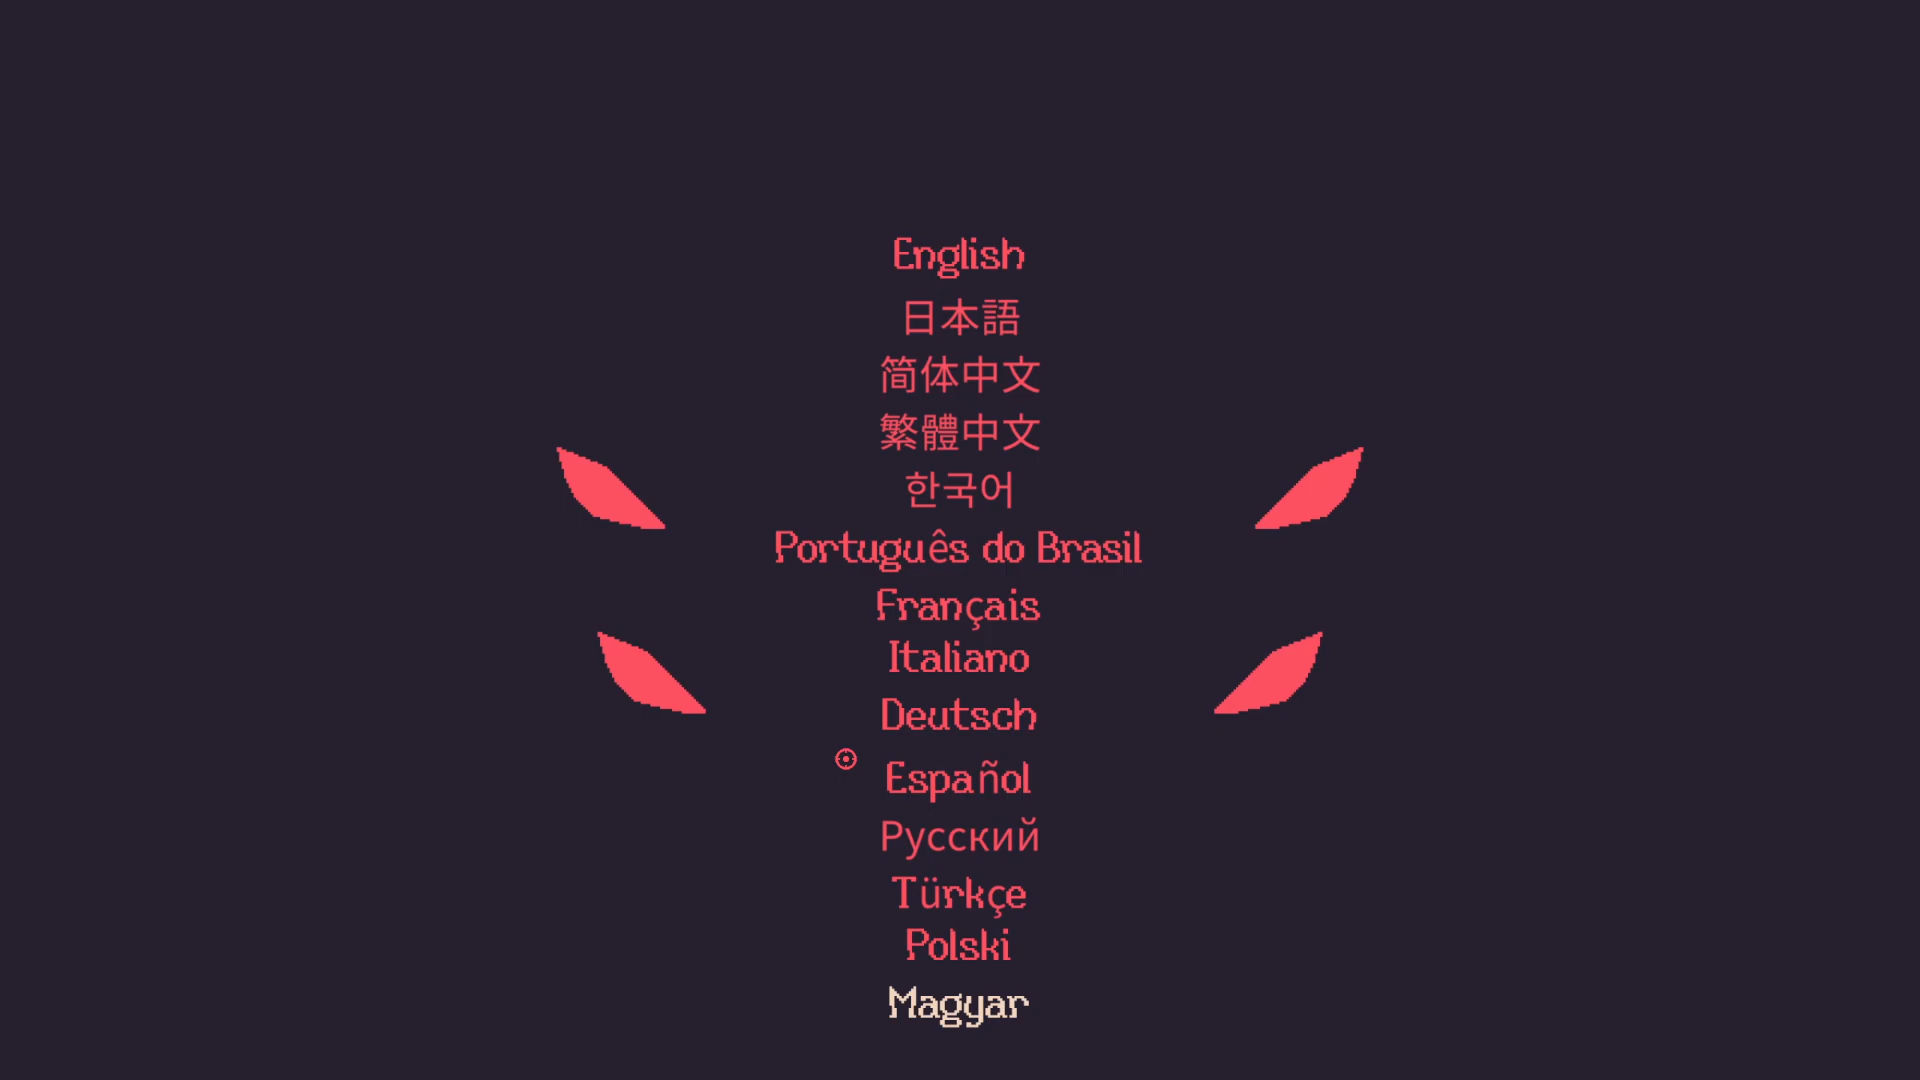 English
日本語
简体中文
繁體中文
한국어
Português do Brasil
Français
Italiano
Deutsch
Español
Русский
Türkçe
Polski
Magyar